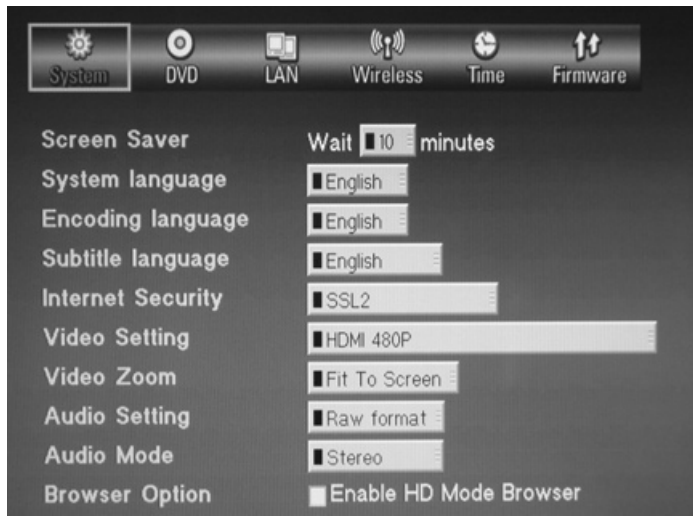 System DVD LAN Wireless Time Firmware
Screen Saver Wait 10 minutes
System language English
Encoding language English
Subtitle language English
Internet Security SSL2
Video Setting HDMI 480P
Video Zoom Fit To Screen
Audio Setting Raw format
Audio Mode Stereo
Browser Option Enable HD Mode Browser